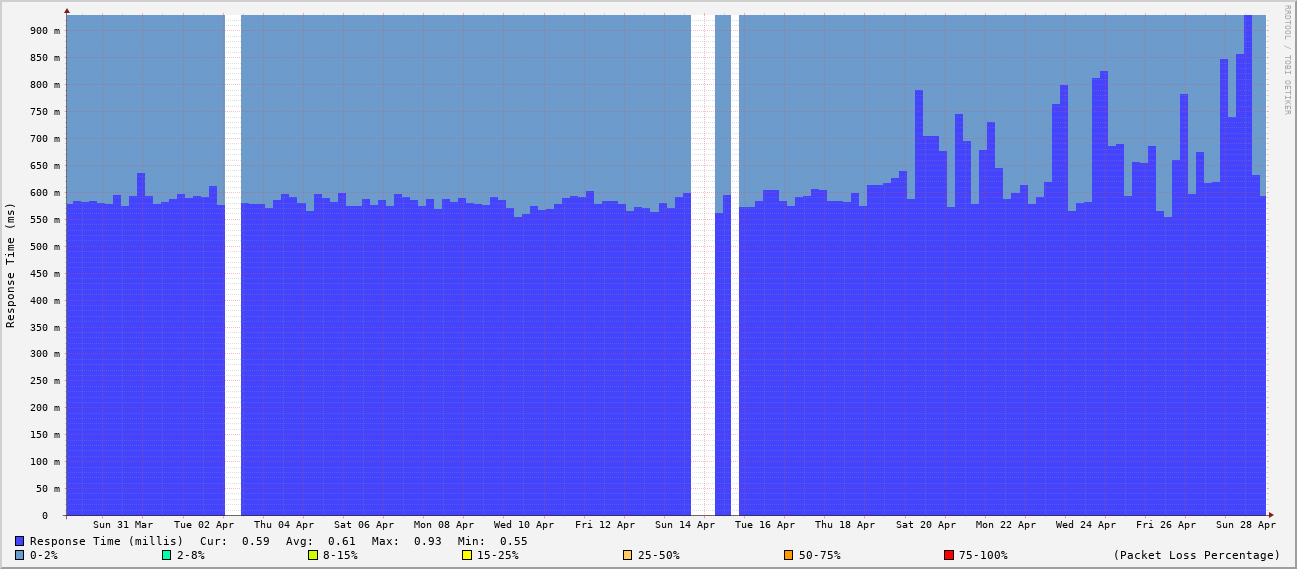 RRDTOOL / TOBI OETIKER
Response Time (ms)
900 m
850 m
800 m
750 m
700 m
650 m
600 m
550 m
500 m
450 m
400 m
350 m
300 m
250 m
200 m
150 m
100 m
50 m
0
Sun 31 Mar Tue 02 Apr Thu 04 Apr Sat 06 Apr Mon 08 Apr Wed 10 Apr Fri 12 Apr Sun 14 Apr Tue 16 Apr Thu 18 Apr Sat 20 Apr Mon 22 Apr Wed 24 Apr Fri 26 Apr Sun 28 Apr
Response Time (millis) Cur: 0.59 Avg: 0.61 Max: 0.93 Min: 0.55
0-2% 2-8% 8-15% 15-25% 25-50% 50-75% 75-100% (Packet Loss Percentage)